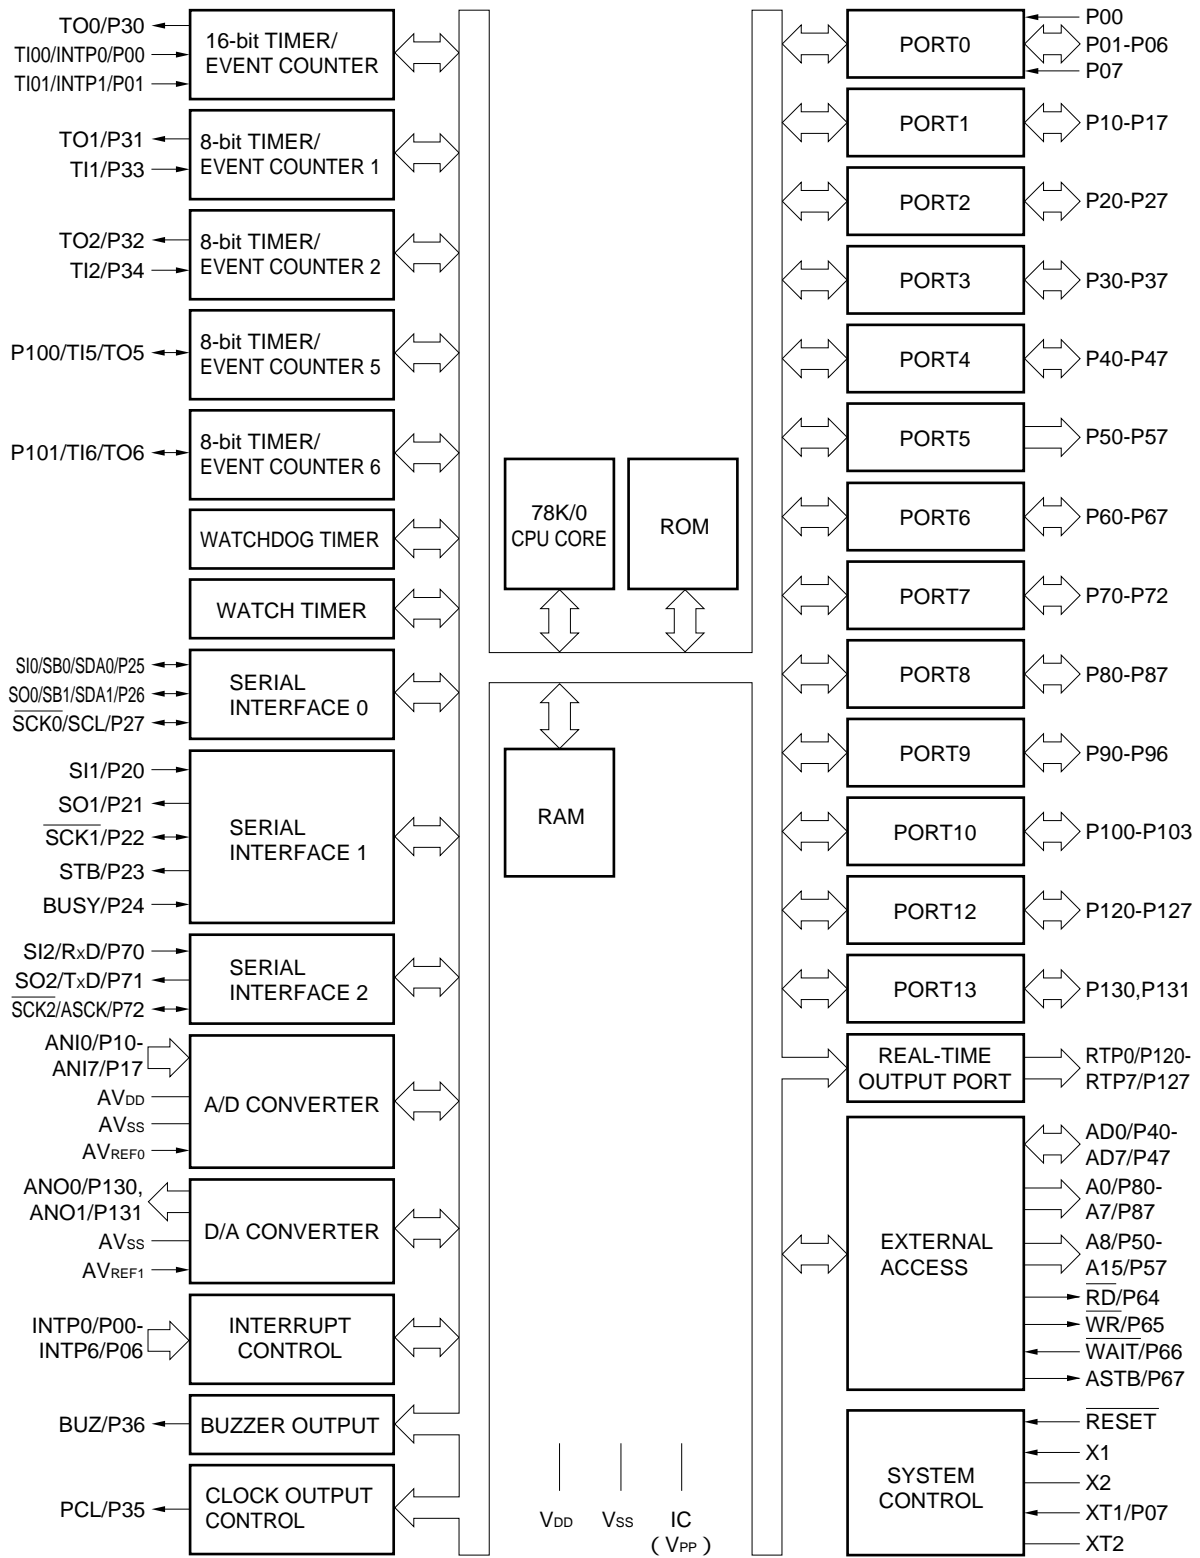 TO0/P30
TI00/INTP0/P00
TI01/INTP1/P01
16-bit TIMER/
EVENT COUNTER
TO1/P31
TI1/P33
8-bit TIMER/
EVENT COUNTER 1
TO2/P32
TI2/P34
8-bit TIMER/
EVENT COUNTER 2
P100/TI5/TO5
8-bit TIMER/
EVENT COUNTER 5
P101/TI6/TO6
8-bit TIMER/
EVENT COUNTER 6
WATCHDOG TIMER
WATCH TIMER
SI0/SB0/SDA0/P25
SO0/SB1/SDA1/P26
SCK0/SCL/P27
SERIAL
INTERFACE 0
SI1/P20
SO1/P21
SCK1/P22
STB/P23
BUSY/P24
SERIAL
INTERFACE 1
SI2/RxD/P70
SO2/TxD/P71
SCK2/ASCK/P72
SERIAL
INTERFACE 2
ANI0/P10-
ANI7/P17
AVDD
AVSS
AVREF0
A/D CONVERTER
ANO0/P130,
ANO1/P131
AVSS
AVREF1
D/A CONVERTER
INTP0/P00-
INTP6/P06
INTERRUPT
CONTROL
BUZ/P36
BUZZER OUTPUT
PCL/P35
CLOCK OUTPUT
CONTROL
78K/0
CPU CORE
ROM
RAM
VDD
VSS
IC
(VPP)
PORT0
P00
P01-P06
P07
PORT1
P10-P17
PORT2
P20-P27
PORT3
P30-P37
PORT4
P40-P47
PORT5
P50-P57
PORT6
P60-P67
PORT7
P70-P72
PORT8
P80-P87
PORT9
P90-P96
PORT10
P100-P103
PORT12
P120-P127
PORT13
P130,P131
REAL-TIME
OUTPUT PORT
RTP0/P120-
RTP7/P127
EXTERNAL
ACCESS
AD0/P40-
AD7/P47
A0/P80-
A7/P87
A8/P50-
A15/P57
RD/P64
WR/P65
WAIT/P66
ASTB/P67
SYSTEM
CONTROL
RESET
X1
X2
XT1/P07
XT2